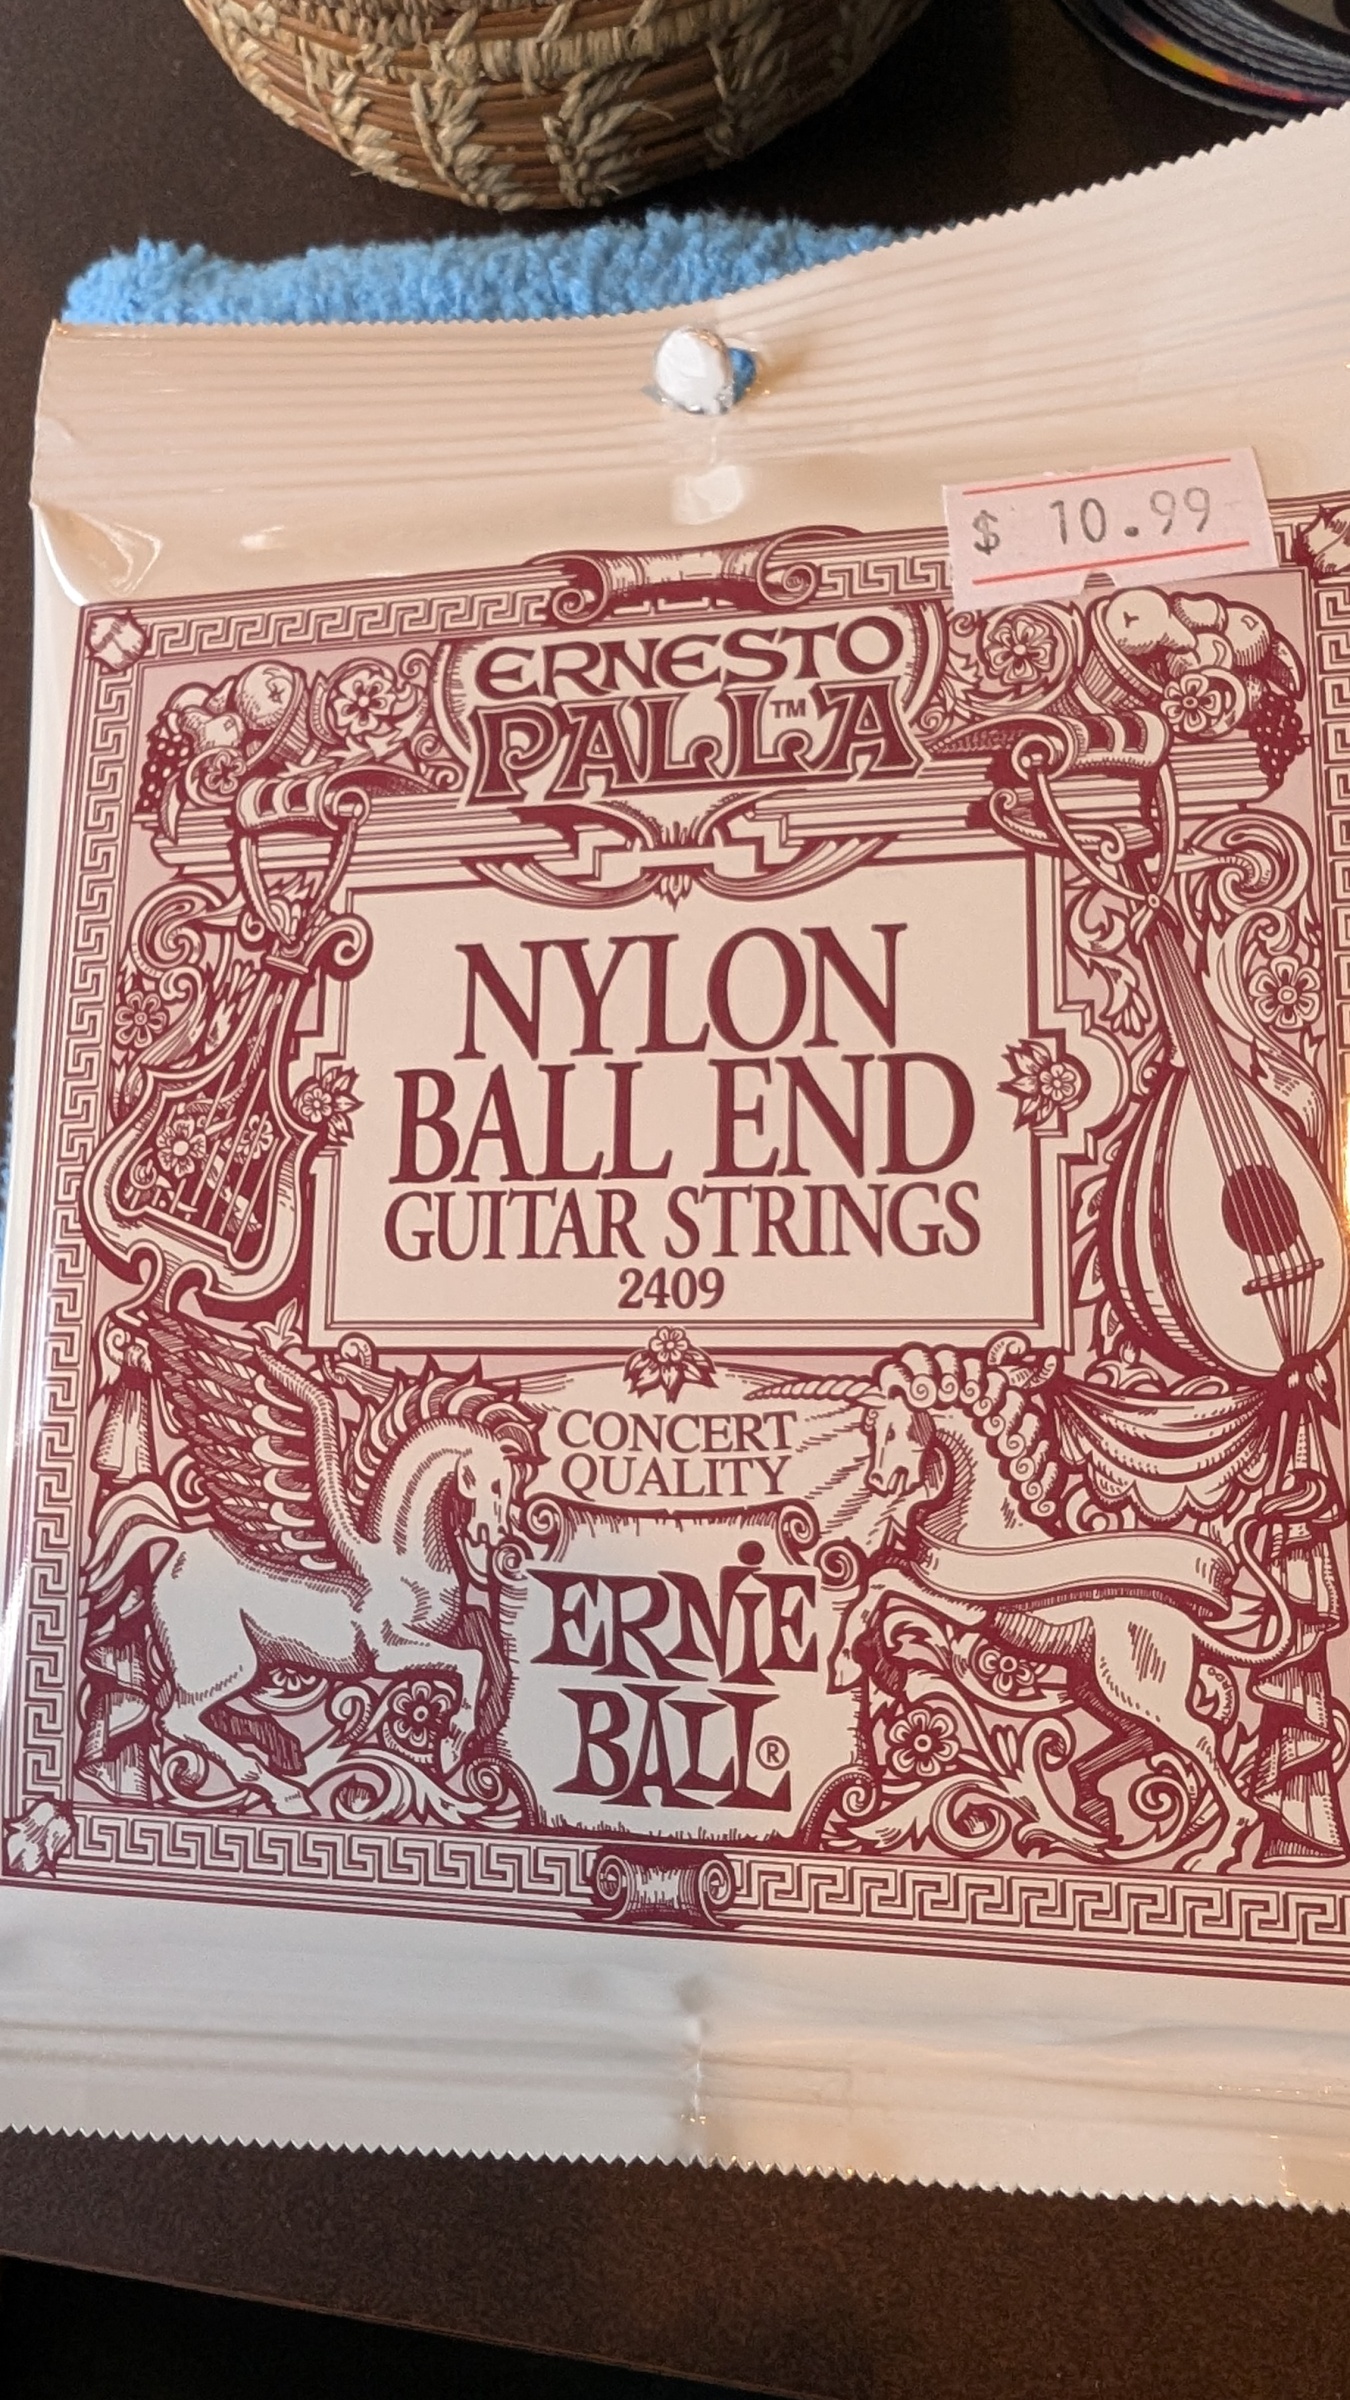 $ 10.99
ERNESTO
PALLA™
NYLON
BALL END
GUITAR STRINGS
2409
CONCERT
QUALITY
ERNiE
BALL®